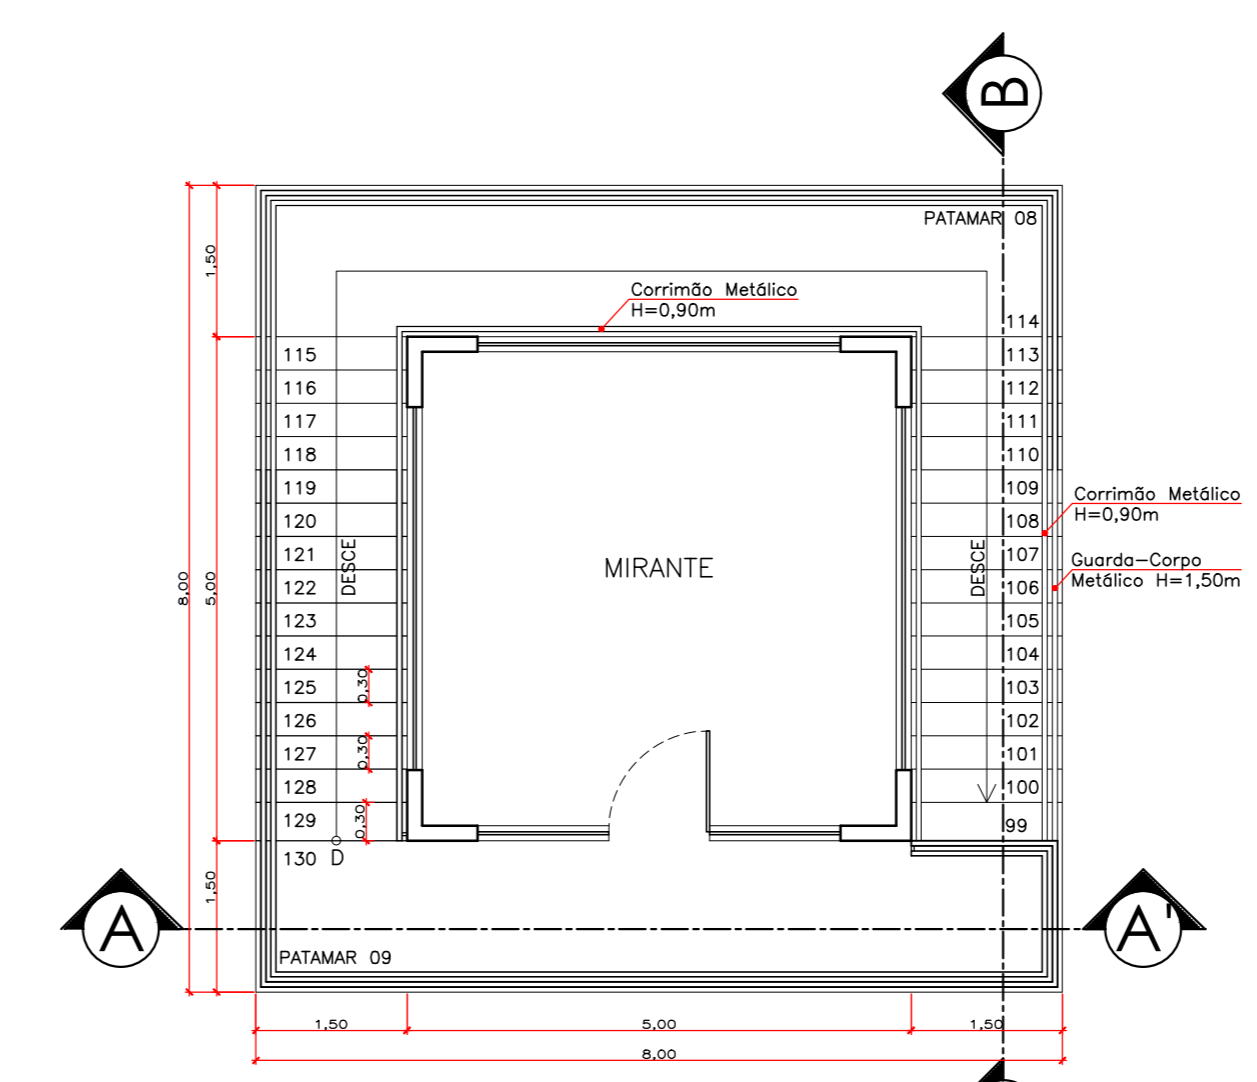 B
PATAMAR 08
1,50
Corrimão Metálico
H=0,90m
114
115
113
116
112
117
111
118
110
119
109
Corrimão Metálico
H=0,90m
120
108
121
DESCE
MIRANTE
DESCE
107
Guarda-Corpo
Metálico H=1,50m
8,00
5,00
122
106
123
105
124
104
125
0,30
103
126
102
127
0,30
101
128
100
129
0,30
99
130
D
1,50
A
A'
PATAMAR 09
1,50
5,00
1,50
8,00